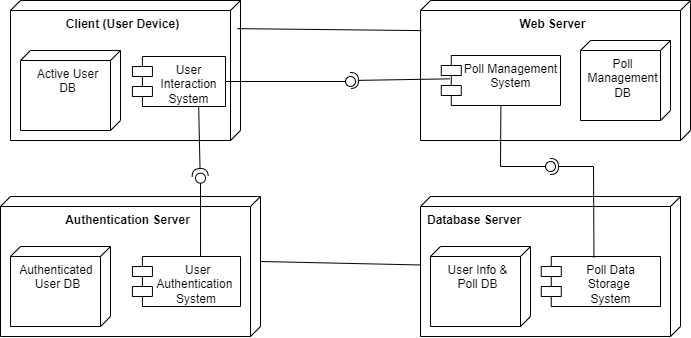 Client (User Device)
Active User
DB
User
Interaction
System
Web Server
Poll Management
System
Poll
Management
DB
Authentication Server
Authenticated
User DB
User
Authentication
System
Database Server
User Info &
Poll DB
Poll Data
Storage
System